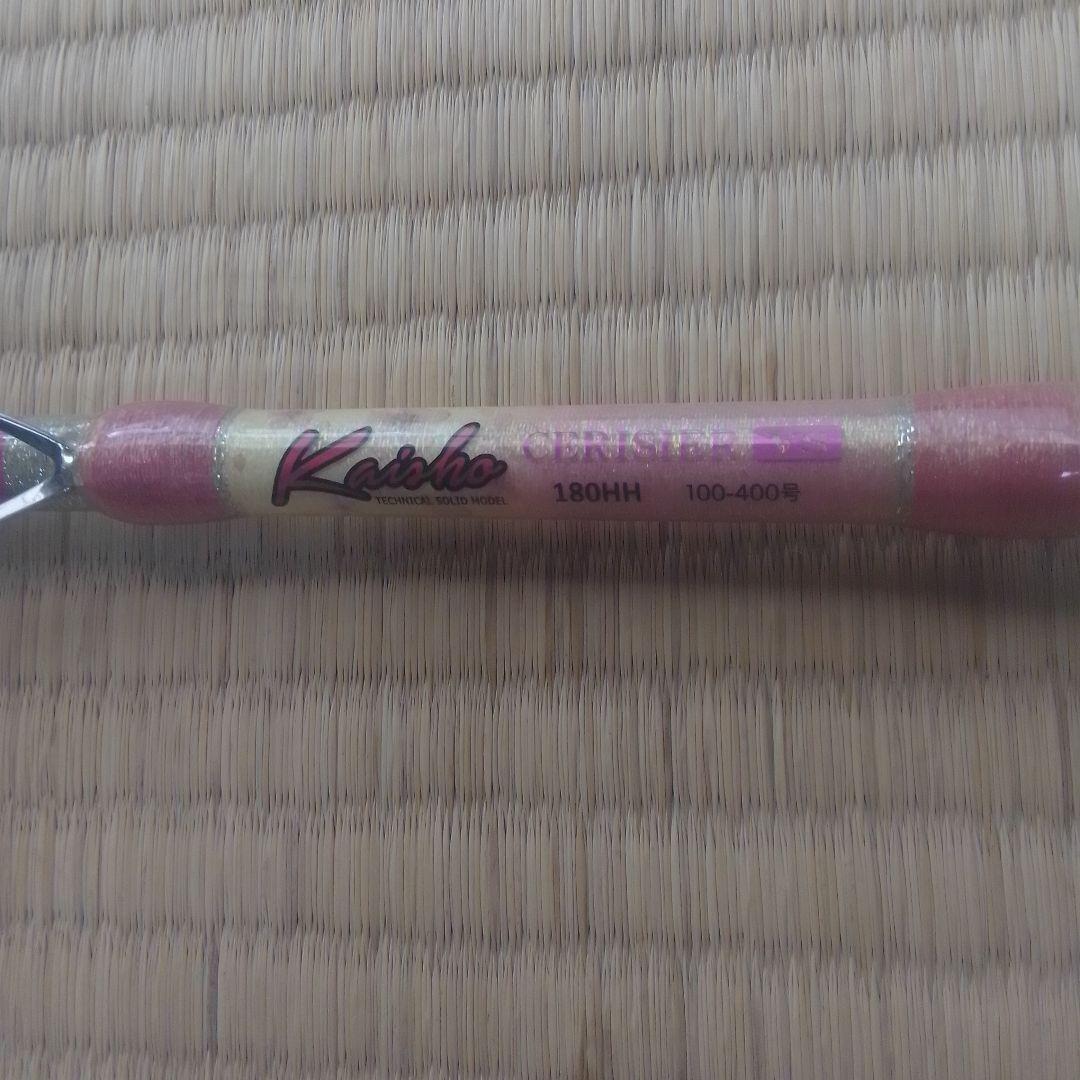 Kaisho
TECHNICAL SOLID MODEL
CERISIER
180HH 100-400号